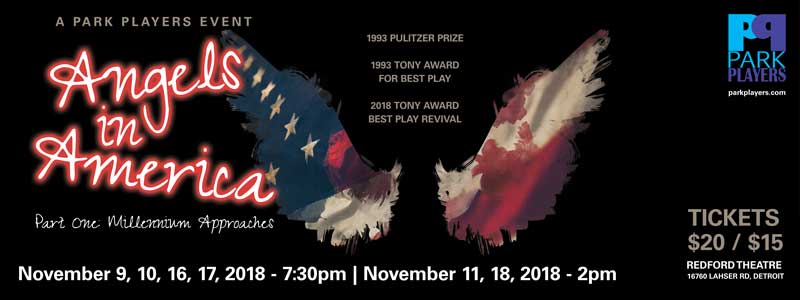 A PARK PLAYERS EVENT
Angels
in
America
Part One: Millennium Approaches
1993 PULITZER PRIZE
1993 TONY AWARD
FOR BEST PLAY
2018 TONY AWARD
BEST PLAY REVIVAL
PP
PARK
PLAYERS
parkplayers.com
TICKETS
$20 / $15
REDFORD THEATRE
16760 LAHSER RD, DETROIT
November 9, 10, 16, 17, 2018 - 7:30pm | November 11, 18, 2018 - 2pm